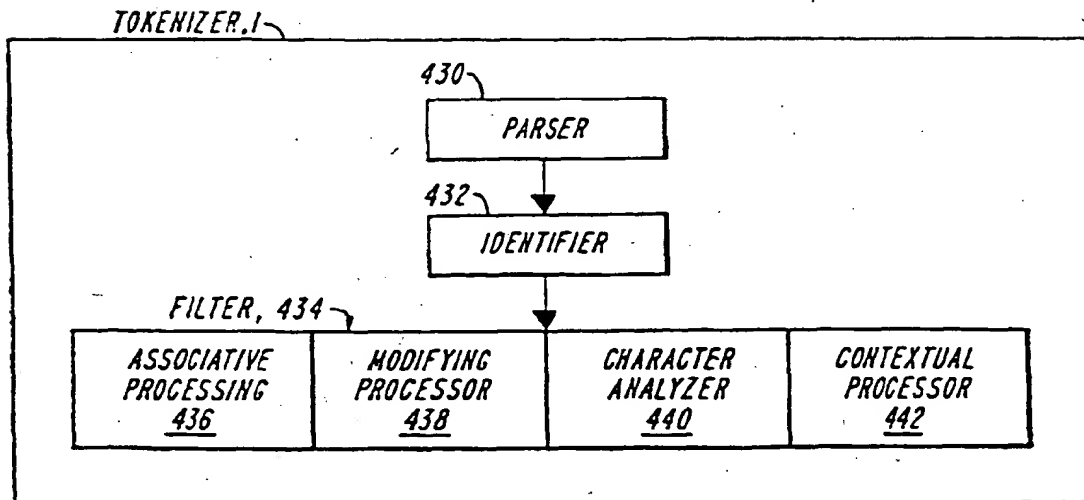 TOKENIZER, 1
430
PARSER
432
IDENTIFIER
FILTER, 434
ASSOCIATIVE PROCESSING 436
MODIFYING PROCESSOR 438
CHARACTER ANALYZER 440
CONTEXTUAL PROCESSOR 442